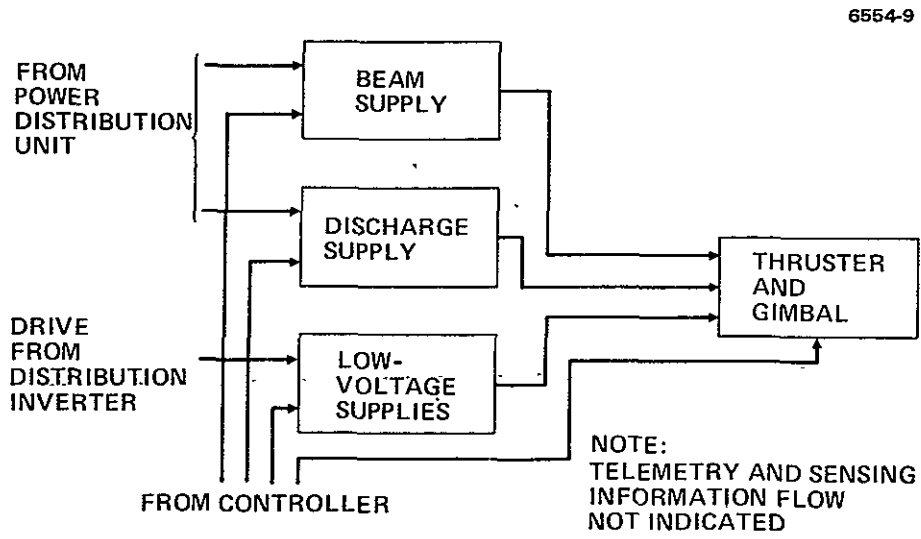 6554-9
FROM
POWER
DISTRIBUTION
UNIT
BEAM
SUPPLY
DISCHARGE
SUPPLY
THRUSTER
AND
GIMBAL
DRIVE
FROM
DISTRIBUTION
INVERTER
LOW-
VOLTAGE
SUPPLIES
FROM CONTROLLER
NOTE:
TELEMETRY AND SENSING
INFORMATION FLOW
NOT INDICATED